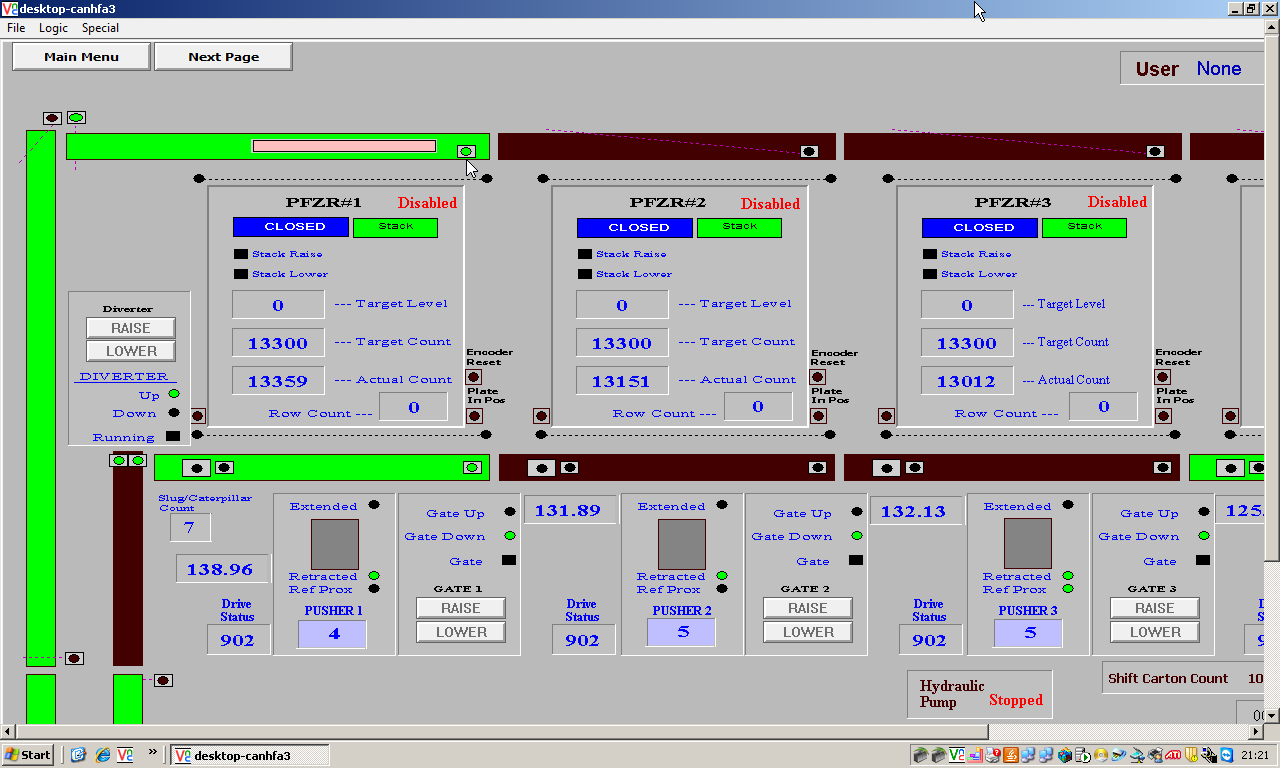 desktop-canhfa3
File Logic Special
Main Menu Next Page
User None
PFZR#1 Disabled
CLOSED Stack
Stack Raise
Stack Lower
0 --- Target Level
13300 --- Target Count
13359 --- Actual Count
Row Count --- 0
Encoder
Reset
Plate
In Pos
PFZR#2 Disabled
CLOSED Stack
Stack Raise
Stack Lower
0 --- Target Level
13300 --- Target Count
13151 --- Actual Count
Row Count --- 0
Encoder
Reset
Plate
In Pos
PFZR#3 Disabled
CLOSED Stack
Stack Raise
Stack Lower
0 --- Target Level
13300 --- Target Count
13012 --- Actual Count
Row Count --- 0
Encoder
Reset
Plate
In Pos
Diverter
RAISE
LOWER
DIVERTER
Up
Down
Running
Slug/Caterpillar
Count
7
138.96
Drive
Status
902
Extended
Retracted
Ref Prox
PUSHER 1
4
Gate Up
Gate Down
Gate
GATE 1
RAISE
LOWER
131.89
Drive
Status
902
Extended
Retracted
Ref Prox
PUSHER 2
5
Gate Up
Gate Down
Gate
GATE 2
RAISE
LOWER
132.13
Drive
Status
902
Extended
Retracted
Ref Prox
PUSHER 3
5
Gate Up
Gate Down
Gate
GATE 3
RAISE
LOWER
125.
Hydraulic
Pump Stopped
Shift Carton Count 10
Start » desktop-canhfa3 21:21